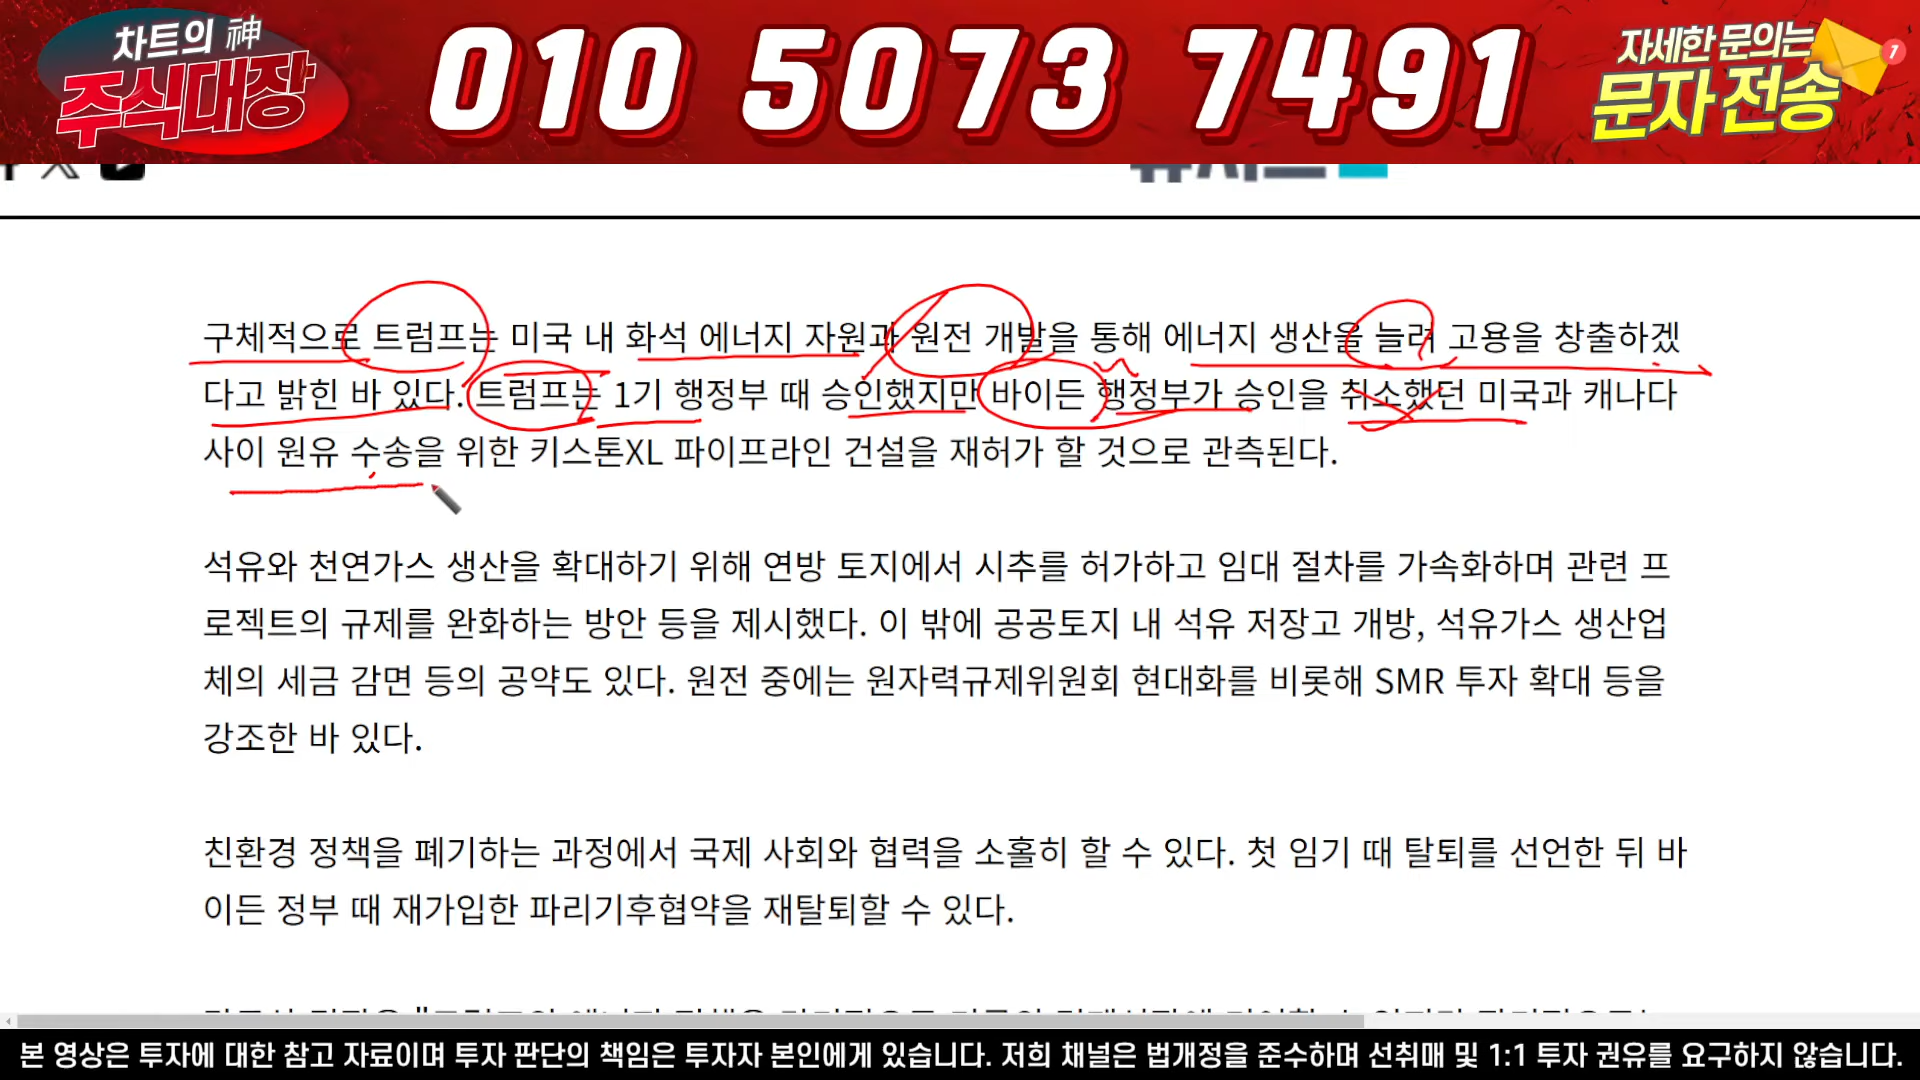 차트의 神
주식대장
010 5073 7491
자세한 문의는
문자 전송
구체적으로 트럼프는 미국 내 화석 에너지 자원과 원전 개발을 통해 에너지 생산을 늘려 고용을 창출하겠
다고 밝힌 바 있다. 트럼프는 1기 행정부 때 승인했지만 바이든 행정부가 승인을 취소했던 미국과 캐나다
사이 원유 수송을 위한 키스톤XL 파이프라인 건설을 재허가 할 것으로 관측된다.
석유와 천연가스 생산을 확대하기 위해 연방 토지에서 시추를 허가하고 임대 절차를 가속화하며 관련 프
로젝트의 규제를 완화하는 방안 등을 제시했다. 이 밖에 공공토지 내 석유 저장고 개방, 석유가스 생산업
체의 세금 감면 등의 공약도 있다. 원전 중에는 원자력규제위원회 현대화를 비롯해 SMR 투자 확대 등을
강조한 바 있다.
친환경 정책을 폐기하는 과정에서 국제 사회와 협력을 소홀히 할 수 있다. 첫 임기 때 탈퇴를 선언한 뒤 바
이든 정부 때 재가입한 파리기후협약을 재탈퇴할 수 있다.
본 영상은 투자에 대한 참고 자료이며 투자 판단의 책임은 투자자 본인에게 있습니다. 저희 채널은 법개정을 준수하며 선취매 및 1:1 투자 권유를 요구하지 않습니다.